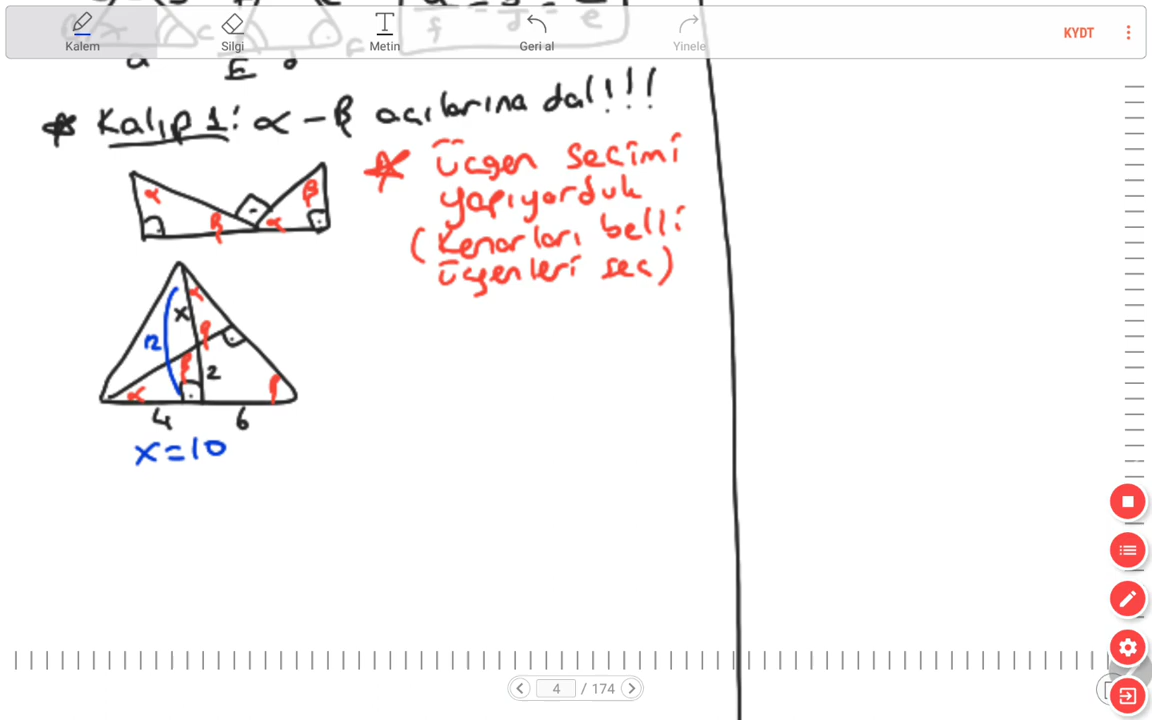 Kalem
Silgi
Metin
Geri al
Yinele
KYDT
* Kalıp 1: α - β açılarına dal!!!
* Üçgen seçimi
yapıyorduk
(Kenarları belli
üçgenleri seç)
α
β
α
β
α
x
β
12
β
2
α
β
4
6
x=10
4 / 174